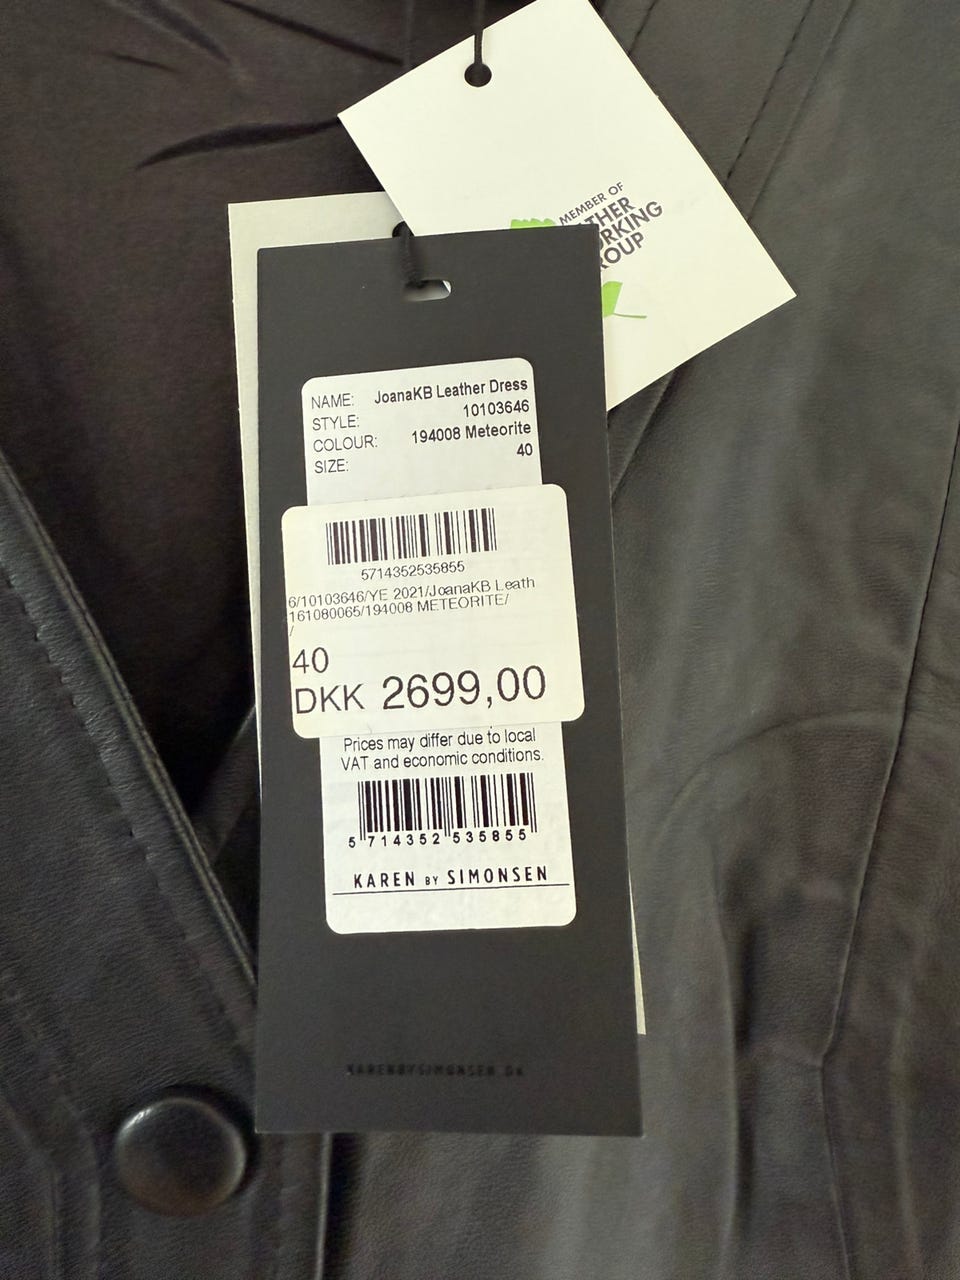 MEMBER OF
THER
RKING
ROUP
NAME: JoanaKB Leather Dress
STYLE: 10103646
COLOUR: 194008 Meteorite
SIZE: 40
5714352535855
6/10103646/YE 2021/JoanaKB Leath
161080065/194008 METEORITE/
/
40
DKK 2699,00
Prices may differ due to local
VAT and economic conditions.
5 714352 535855
KAREN BY SIMONSEN
KARENBYSIMONSEN.DK